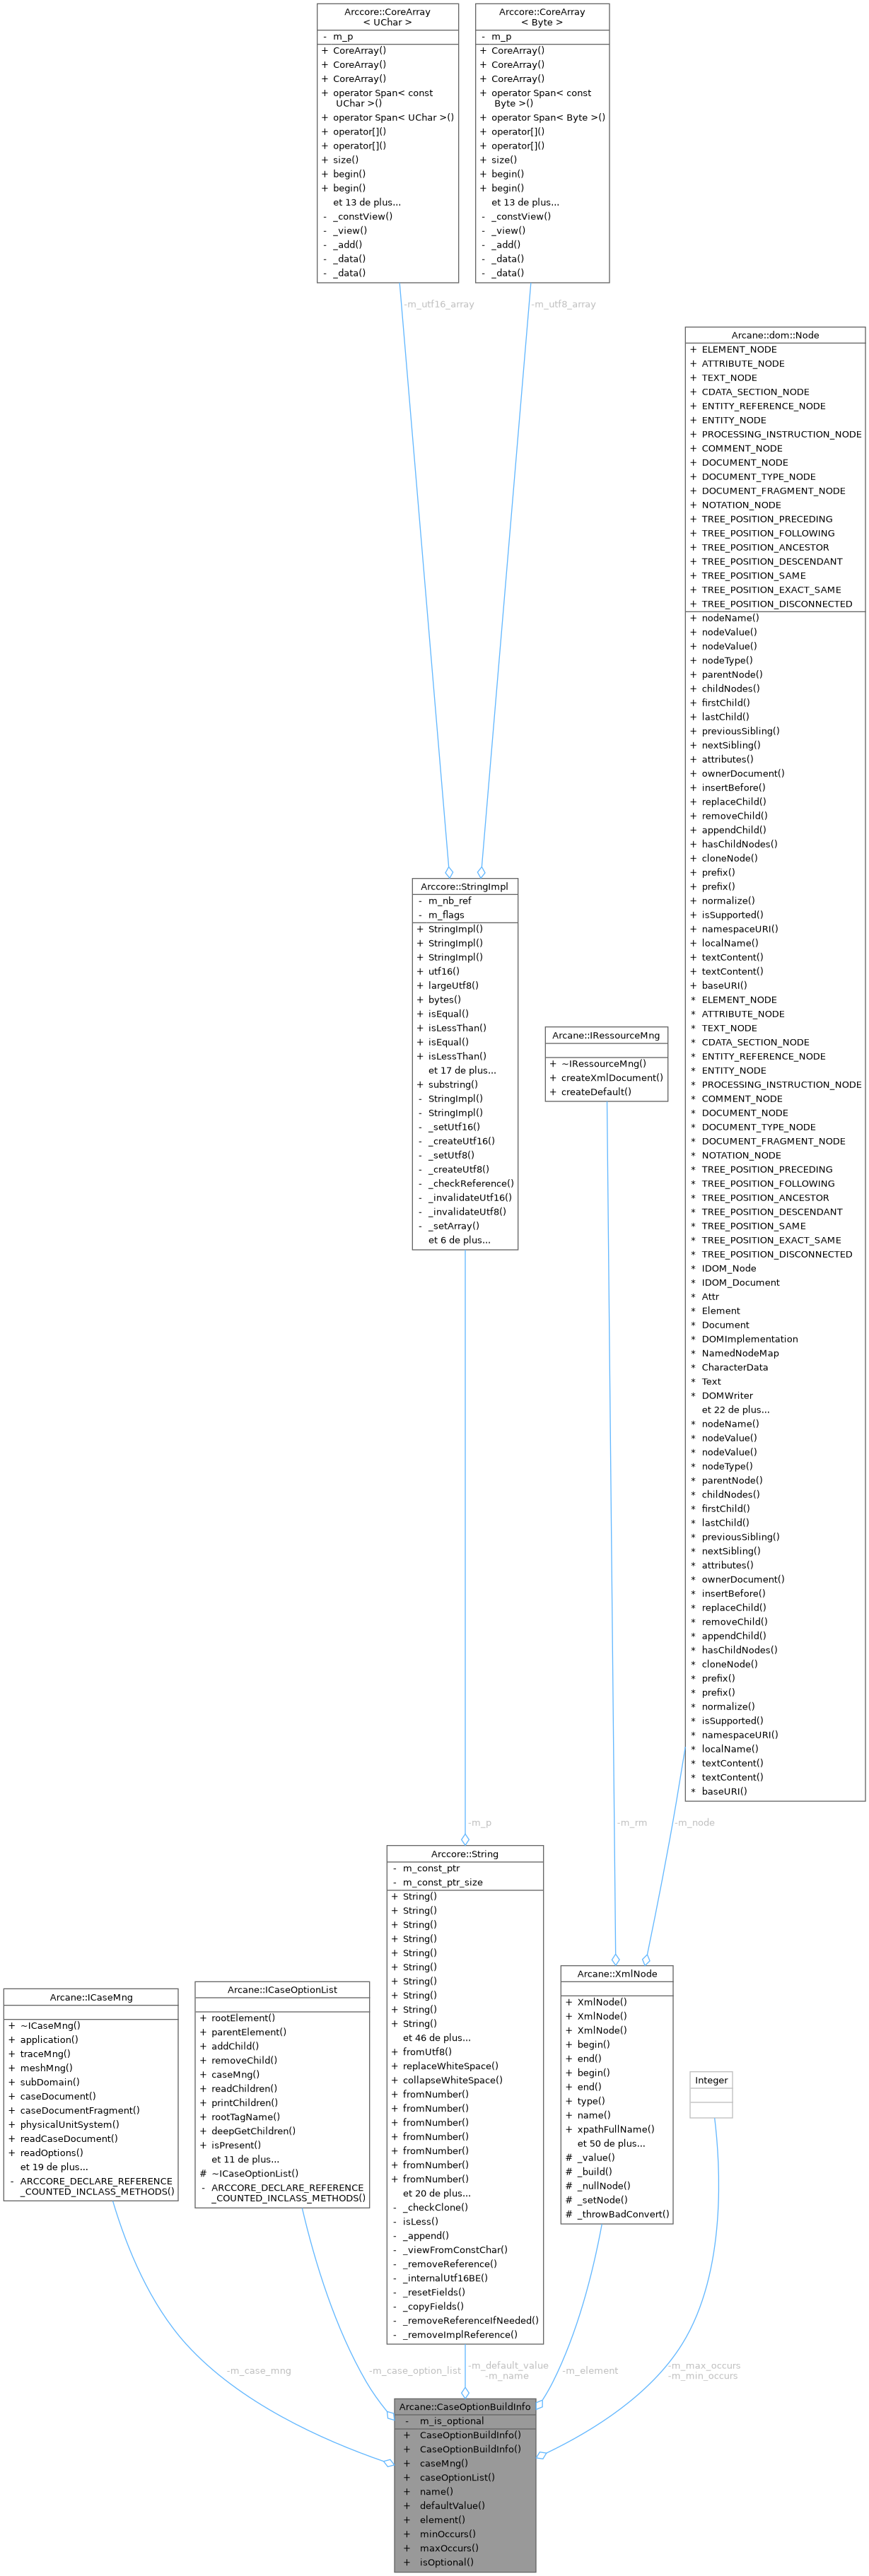 Arccore::CoreArray
< UChar >
- m_p
+ CoreArray()
+ CoreArray()
+ CoreArray()
+ operator Span< const
UChar >()
+ operator Span< UChar >()
+ operator[]()
+ operator[]()
+ size()
+ begin()
+ begin()
et 13 de plus...
- _constView()
- _view()
- _add()
- _data()
- _data()
Arccore::CoreArray
< Byte >
- m_p
+ CoreArray()
+ CoreArray()
+ CoreArray()
+ operator Span< const
Byte >()
+ operator Span< Byte >()
+ operator[]()
+ operator[]()
+ size()
+ begin()
+ begin()
et 13 de plus...
- _constView()
- _view()
- _add()
- _data()
- _data()
-m_utf16_array
-m_utf8_array
Arcane::dom::Node
+ ELEMENT_NODE
+ ATTRIBUTE_NODE
+ TEXT_NODE
+ CDATA_SECTION_NODE
+ ENTITY_REFERENCE_NODE
+ ENTITY_NODE
+ PROCESSING_INSTRUCTION_NODE
+ COMMENT_NODE
+ DOCUMENT_NODE
+ DOCUMENT_TYPE_NODE
+ DOCUMENT_FRAGMENT_NODE
+ NOTATION_NODE
+ TREE_POSITION_PRECEDING
+ TREE_POSITION_FOLLOWING
+ TREE_POSITION_ANCESTOR
+ TREE_POSITION_DESCENDANT
+ TREE_POSITION_SAME
+ TREE_POSITION_EXACT_SAME
+ TREE_POSITION_DISCONNECTED
+ nodeName()
+ nodeValue()
+ nodeValue()
+ nodeType()
+ parentNode()
+ childNodes()
+ firstChild()
+ lastChild()
+ previousSibling()
+ nextSibling()
+ attributes()
+ ownerDocument()
+ insertBefore()
+ replaceChild()
+ removeChild()
+ appendChild()
+ hasChildNodes()
+ cloneNode()
+ prefix()
+ prefix()
+ normalize()
+ isSupported()
+ namespaceURI()
+ localName()
+ textContent()
+ textContent()
+ baseURI()
* ELEMENT_NODE
* ATTRIBUTE_NODE
* TEXT_NODE
* CDATA_SECTION_NODE
* ENTITY_REFERENCE_NODE
* ENTITY_NODE
* PROCESSING_INSTRUCTION_NODE
* COMMENT_NODE
* DOCUMENT_NODE
* DOCUMENT_TYPE_NODE
* DOCUMENT_FRAGMENT_NODE
* NOTATION_NODE
* TREE_POSITION_PRECEDING
* TREE_POSITION_FOLLOWING
* TREE_POSITION_ANCESTOR
* TREE_POSITION_DESCENDANT
* TREE_POSITION_SAME
* TREE_POSITION_EXACT_SAME
* TREE_POSITION_DISCONNECTED
* IDOM_Node
* IDOM_Document
* Attr
* Element
* Document
* DOMImplementation
* NamedNodeMap
* CharacterData
* Text
* DOMWriter
et 22 de plus...
* nodeName()
* nodeValue()
* nodeValue()
* nodeType()
* parentNode()
* childNodes()
* firstChild()
* lastChild()
* previousSibling()
* nextSibling()
* attributes()
* ownerDocument()
* insertBefore()
* replaceChild()
* removeChild()
* appendChild()
* hasChildNodes()
* cloneNode()
* prefix()
* prefix()
* normalize()
* isSupported()
* namespaceURI()
* localName()
* textContent()
* textContent()
* baseURI()
Arccore::StringImpl
- m_nb_ref
- m_flags
+ StringImpl()
+ StringImpl()
+ StringImpl()
+ utf16()
+ largeUtf8()
+ bytes()
+ isEqual()
+ isLessThan()
+ isEqual()
+ isLessThan()
et 17 de plus...
+ substring()
- StringImpl()
- StringImpl()
- _setUtf16()
- _createUtf16()
- _setUtf8()
- _createUtf8()
- _checkReference()
- _invalidateUtf16()
- _invalidateUtf8()
- _setArray()
et 6 de plus...
Arcane::IRessourceMng
+ ~IRessourceMng()
+ createXmlDocument()
+ createDefault()
-m_p
-m_rm
-m_node
Arccore::String
- m_const_ptr
- m_const_ptr_size
+ String()
+ String()
+ String()
+ String()
+ String()
+ String()
+ String()
+ String()
+ String()
+ String()
et 46 de plus...
+ fromUtf8()
+ replaceWhiteSpace()
+ collapseWhiteSpace()
+ fromNumber()
+ fromNumber()
+ fromNumber()
+ fromNumber()
+ fromNumber()
+ fromNumber()
+ fromNumber()
et 20 de plus...
- _checkClone()
- isLess()
- _append()
- _viewFromConstChar()
- _removeReference()
- _internalUtf16BE()
- _resetFields()
- _copyFields()
- _removeReferenceIfNeeded()
- _removeImplReference()
Arcane::XmlNode
+ XmlNode()
+ XmlNode()
+ XmlNode()
+ begin()
+ end()
+ begin()
+ end()
+ type()
+ name()
+ xpathFullName()
et 50 de plus...
# _value()
# _build()
# _nullNode()
# _setNode()
# _throwBadConvert()
Arcane::ICaseMng
+ ~ICaseMng()
+ application()
+ traceMng()
+ meshMng()
+ subDomain()
+ caseDocument()
+ caseDocumentFragment()
+ physicalUnitSystem()
+ readCaseDocument()
+ readOptions()
et 19 de plus...
- ARCCORE_DECLARE_REFERENCE
_COUNTED_INCLASS_METHODS()
Arcane::ICaseOptionList
+ rootElement()
+ parentElement()
+ addChild()
+ removeChild()
+ caseMng()
+ readChildren()
+ printChildren()
+ rootTagName()
+ deepGetChildren()
+ isPresent()
et 11 de plus...
# ~ICaseOptionList()
- ARCCORE_DECLARE_REFERENCE
_COUNTED_INCLASS_METHODS()
Integer
-m_case_mng
-m_case_option_list
-m_default_value
-m_name
-m_element
-m_max_occurs
-m_min_occurs
Arcane::CaseOptionBuildInfo
- m_is_optional
+ CaseOptionBuildInfo()
+ CaseOptionBuildInfo()
+ caseMng()
+ caseOptionList()
+ name()
+ defaultValue()
+ element()
+ minOccurs()
+ maxOccurs()
+ isOptional()